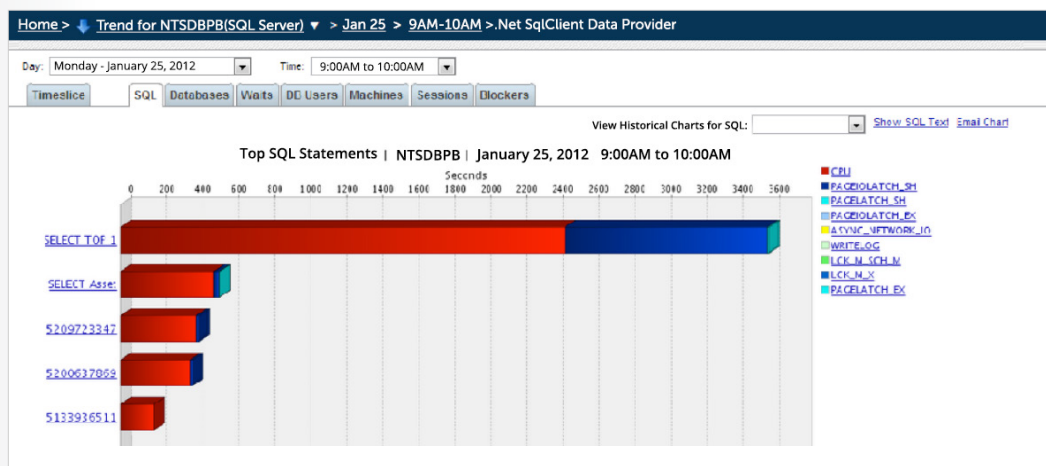 Home > Trend for NTSDBPB(SQL Server) ▼ > Jan 25 > 9AM-10AM >.Net SqlClient Data Provider
Day: Monday - January 25, 2012 Time: 9:00AM to 10:00AM
Timeslice SQL Databases Waits DB Users Machines Sessions Blockers
View Historical Charts for SQL: Show SQL Text Email Chart
Top SQL Statements | NTSDBPB | January 25, 2012 9:00AM to 10:00AM
Seconds
0 200 400 600 800 1000 1200 1400 1600 1800 2000 2200 2400 2600 2800 3000 3200 3400 3600
CPU
PAGEIOLATCH_SH
PAGELATCH_SH
PAGEIOLATCH_EX
ASYNC_NETWORK_IO
WRITELOG
LCK_M_SCH_M
LCK_M_X
PAGELATCH_EX
SELECT TOP 1
SELECT Asse
5209723347
5200637869
5133936511